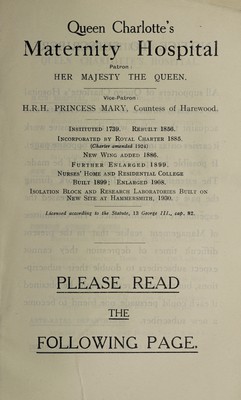 Queen Charlotte's
Maternity Hospital
Patron:
HER MAJESTY THE QUEEN.
Vice-Patron
H.R.H. PRINCESS MARY, Countess of Harewood.
INSTITUTED 1739. REBUILT 1856.
INCORPORATED BY ROYAL CHARTER 1885.
(Charter amended 1924)
NEW WING ADDED 1886.
FURTHER ENLARGED 1889.
NURSES' HOME AND RESIDENTIAL COLLEGE
BUILT 1899; ENLARGED 1908.
ISOLATION BLOCK AND RESEARCH LABORATORIES BUILT ON
NEW SITE AT HAMMERSMITH, 1930.
Licensed according to the Statute, 13 George III., cap. 82.
PLEASE READ
THE
FOLLOWING PAGE.